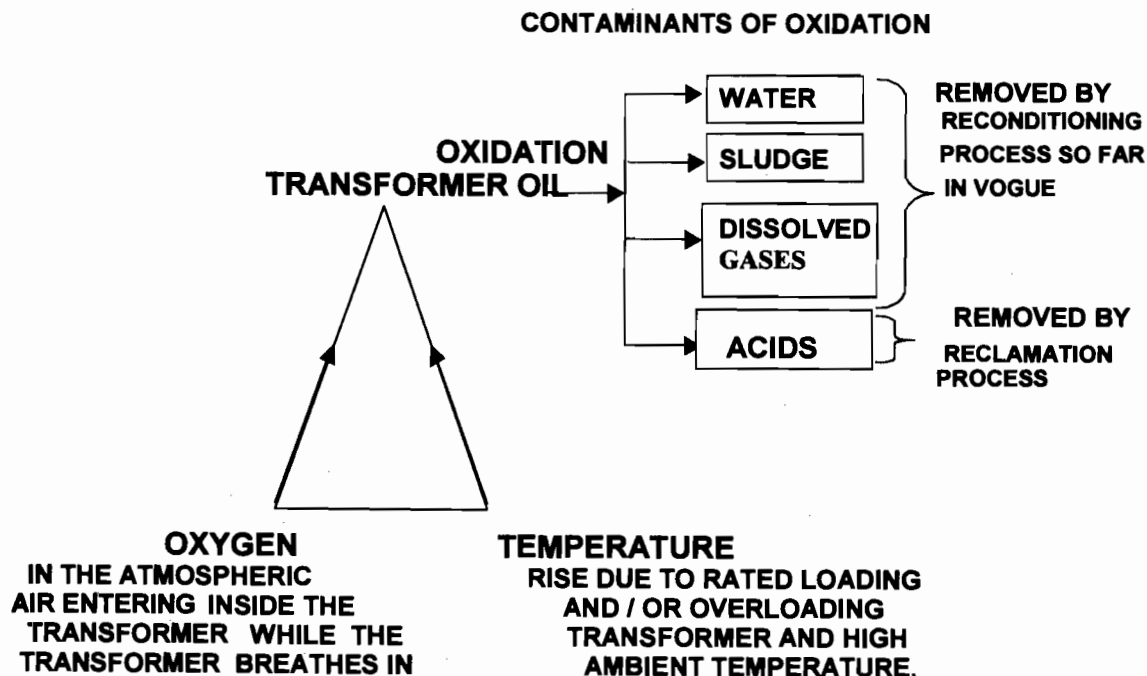 CONTAMINANTS OF OXIDATION
OXIDATION
TRANSFORMER OIL
WATER
SLUDGE
DISSOLVED
GASES
ACIDS
REMOVED BY
RECONDITIONING
PROCESS SO FAR
IN VOGUE
REMOVED BY
RECLAMATION
PROCESS
OXYGEN
IN THE ATMOSPHERIC
AIR ENTERING INSIDE THE
TRANSFORMER WHILE THE
TRANSFORMER BREATHES IN
TEMPERATURE
RISE DUE TO RATED LOADING
AND / OR OVERLOADING
TRANSFORMER AND HIGH
AMBIENT TEMPERATURE.